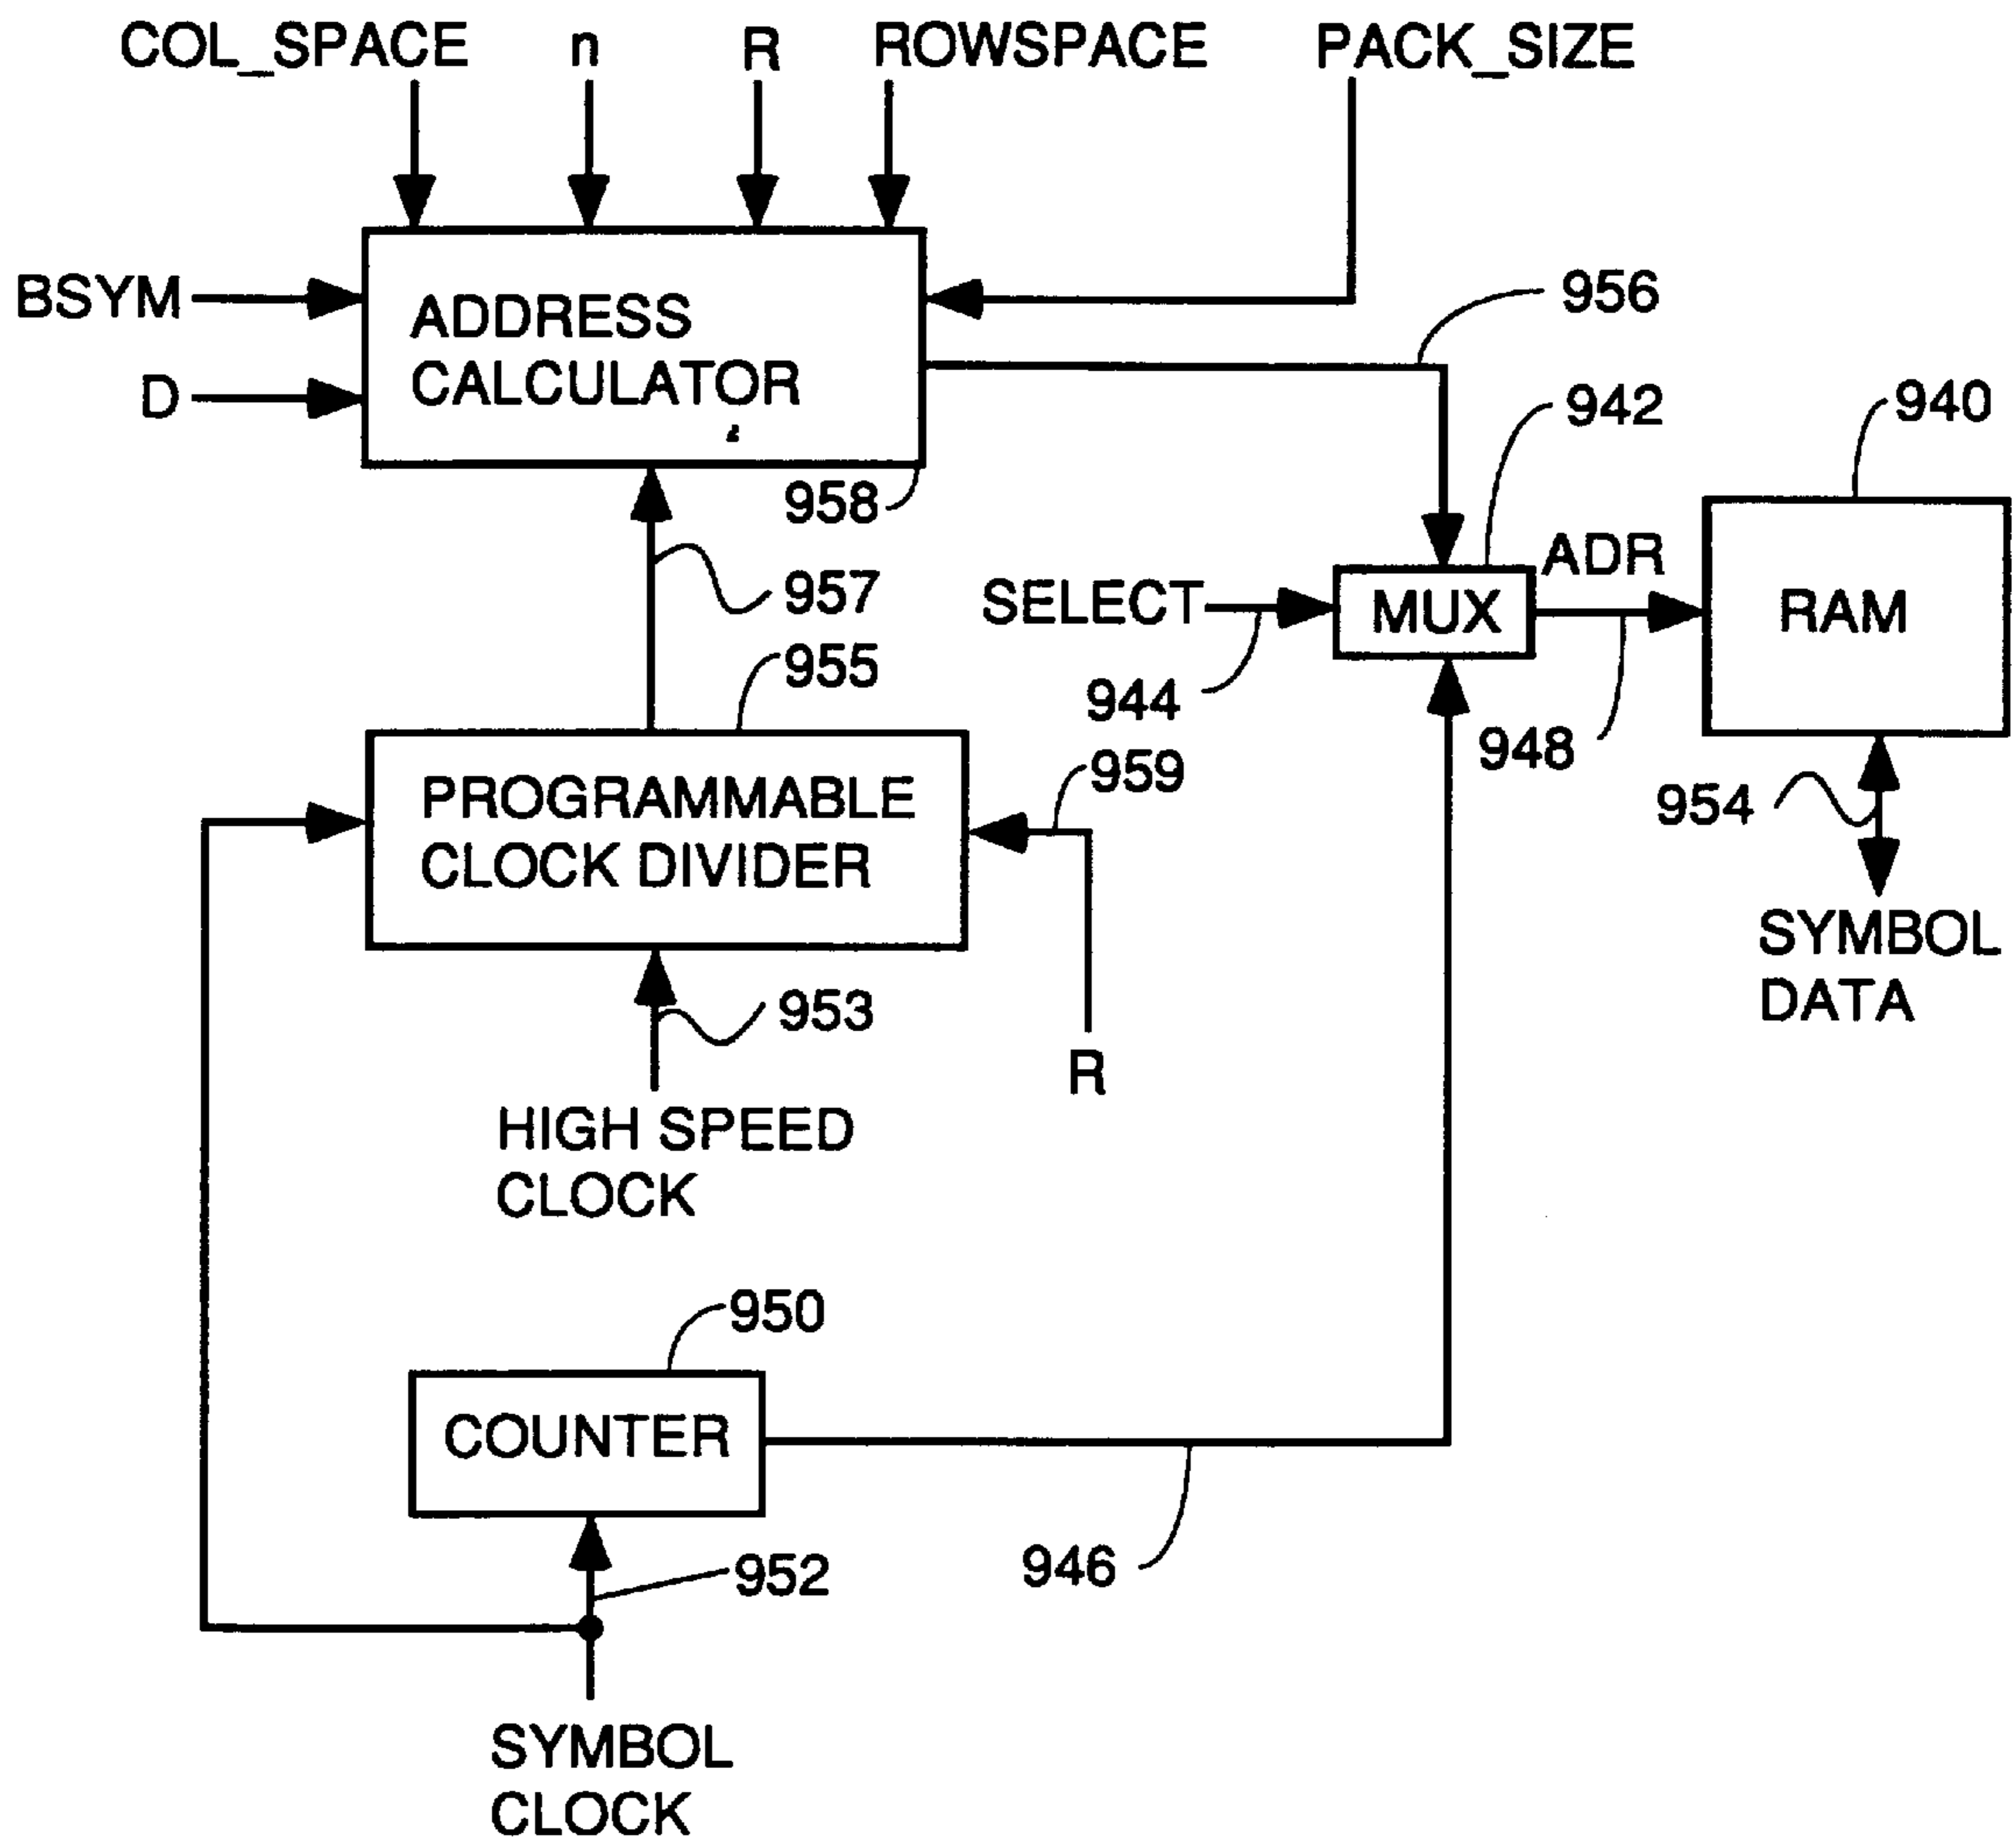 COL_SPACE n R ROWSPACE PACK_SIZE
BSYM
956
ADDRESS
CALCULATOR
D
942
940
958
ADR
957
SELECT
MUX
RAM
955
944
948
959
954
PROGRAMMABLE
CLOCK DIVIDER
SYMBOL
DATA
953
R
HIGH SPEED
CLOCK
950
COUNTER
946
952
SYMBOL
CLOCK